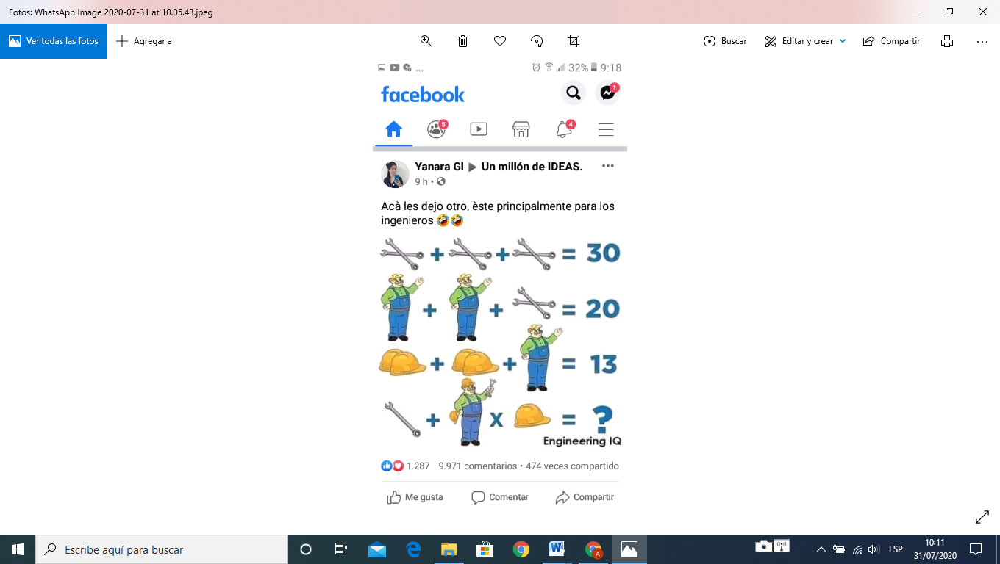 Fotos: WhatsApp Image 2020-07-31 at 10.05.43.jpeg
Ver todas las fotos
Agregar a
Buscar
Editar y crear
Compartir
...
32% 9:18
facebook
1
5
4
Yanara Gl ▶ Un millón de IDEAS.
9 h •
Acà les dejo otro, èste principalmente para los
ingenieros 🤣🤣
+ + = 30
+ + = 20
+ + = 13
+ X = ?
Engineering IQ
1.287 9.971 comentarios • 474 veces compartido
Me gusta Comentar Compartir
Escribe aquí para buscar
W
A
ESP
10:11
31/07/2020